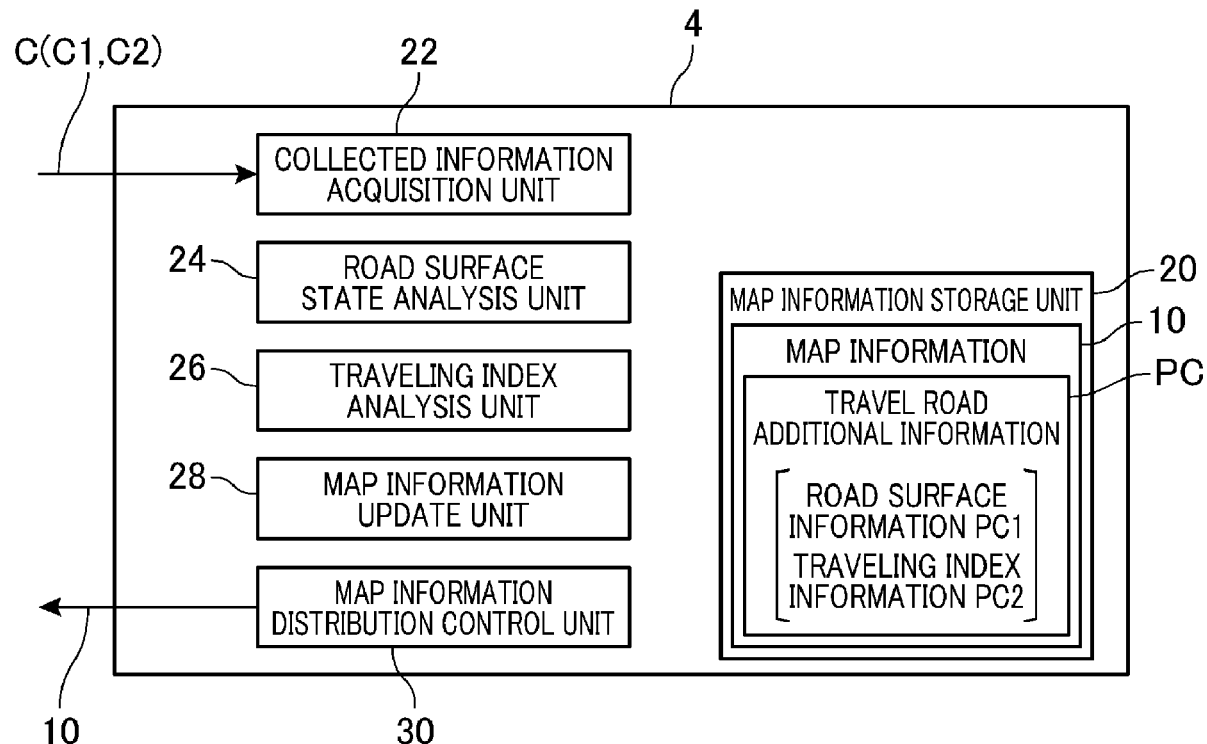 4
C(C1,C2)
22
COLLECTED INFORMATION
ACQUISITION UNIT
24
ROAD SURFACE
STATE ANALYSIS UNIT
26
TRAVELING INDEX
ANALYSIS UNIT
28
MAP INFORMATION
UPDATE UNIT
MAP INFORMATION
DISTRIBUTION CONTROL UNIT
10
30
20
MAP INFORMATION STORAGE UNIT
10
MAP INFORMATION
PC
TRAVEL ROAD
ADDITIONAL INFORMATION
ROAD SURFACE
INFORMATION PC1
TRAVELING INDEX
INFORMATION PC2